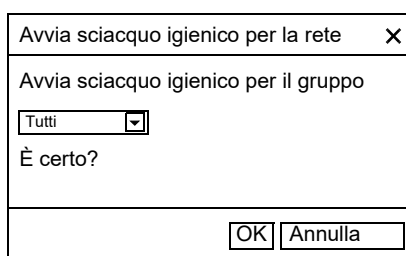 Avvia sciacquo igienico per la rete
Avvia sciacquo igienico per il gruppo
Tutti
È certo?
OK Annulla